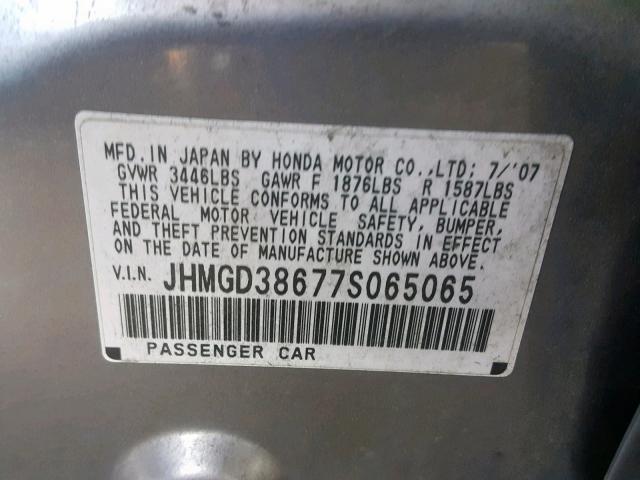 MFD. IN JAPAN BY HONDA MOTOR CO.,LTD; 7/'07
GVWR 3446LBS GAWR F 1876LBS R 1587LBS
THIS VEHICLE CONFORMS TO ALL APPLICABLE
FEDERAL MOTOR VEHICLE SAFETY, BUMPER,
AND THEFT PREVENTION STANDARDS IN EFFECT
ON THE DATE OF MANUFACTURE SHOWN ABOVE.
V.I.N. JHMGD38677S065065
PASSENGER CAR